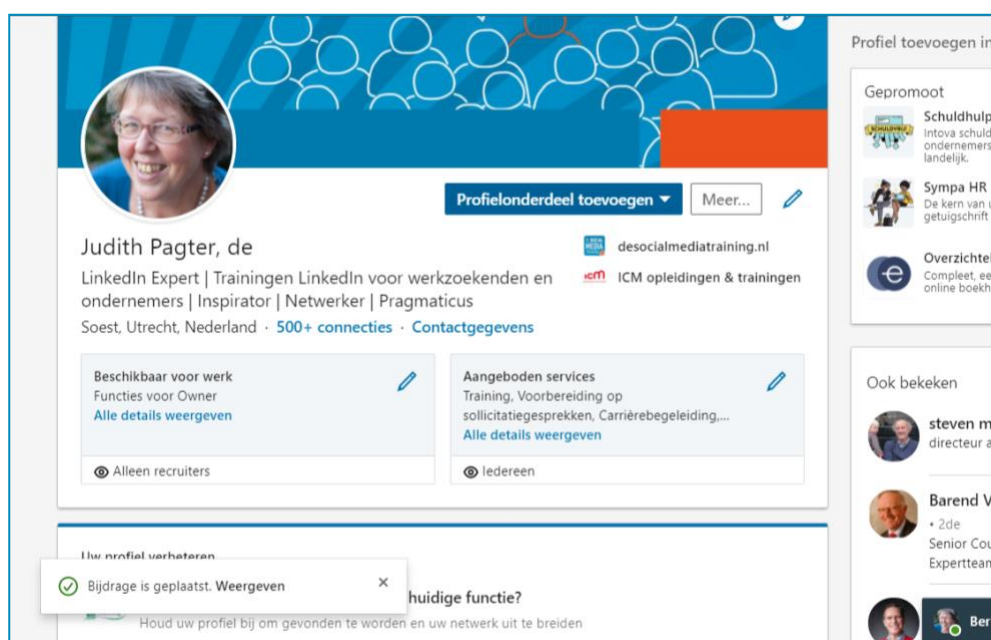 Profielonderdeel toevoegen
Meer...
Judith Pagter, de
LinkedIn Expert | Trainingen LinkedIn voor werkzoekenden en
ondernemers | Inspirator | Netwerker | Pragmaticus
Soest, Utrecht, Nederland · 500+ connecties · Contactgegevens
desocialmediatraining.nl
icm ICM opleidingen & trainingen
Beschikbaar voor werk
Functies voor Owner
Alle details weergeven
Alleen recruiters
Aangeboden services
Training, Voorbereiding op
sollicitatiegesprekken, Carrièrebegeleiding,...
Alle details weergeven
Iedereen
Uw profiel verbeteren
huidige functie?
Houd uw profiel bij om gevonden te worden en uw netwerk uit te breiden
Bijdrage is geplaatst. Weergeven
Profiel toevoegen in
Gepromoot
Schuldhulp
Intova schuld
ondernemers
landelijk.
Sympa HR
De kern van u
getuigschrift
Overzichtel
Compleet, ee
online boekh
Ook bekeken
steven m
directeur a
Barend V
• 2de
Senior Cou
Expertteam
Ber